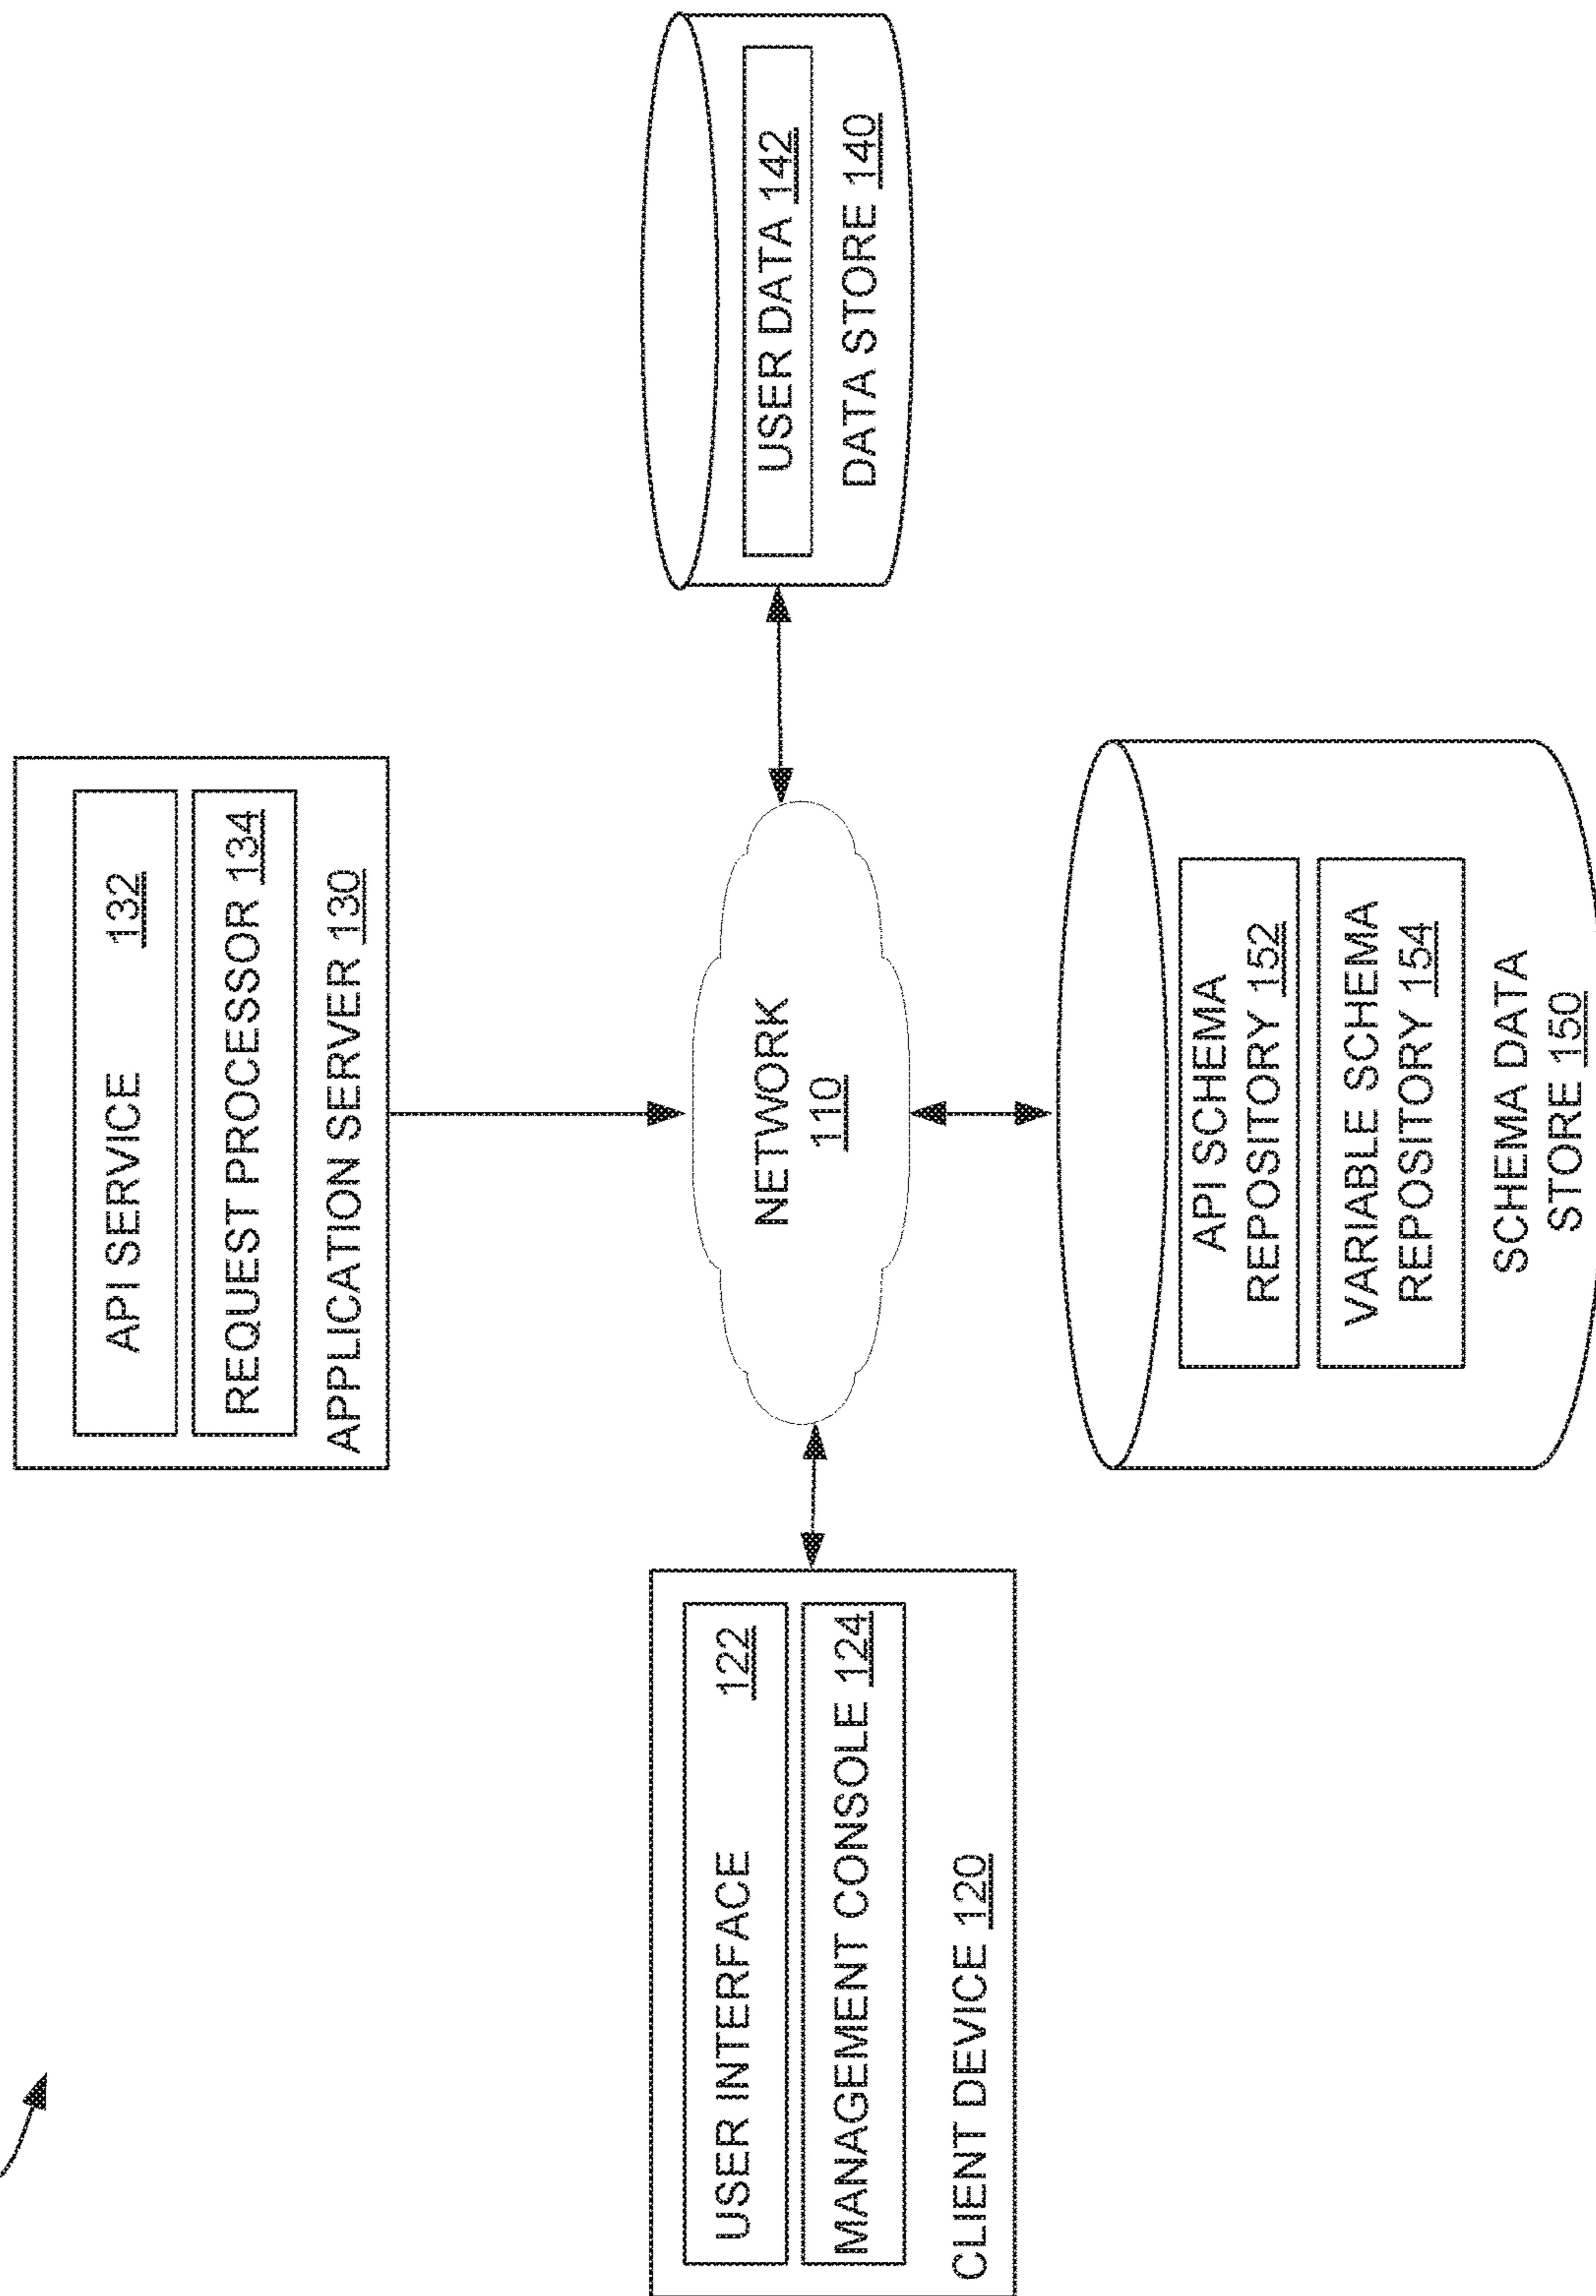 API SERVICE 132
REQUEST PROCESSOR 134
APPLICATION SERVER 130
USER INTERFACE 122
MANAGEMENT CONSOLE 124
CLIENT DEVICE 120
NETWORK
110
USER DATA 142
DATA STORE 140
API SCHEMA
REPOSITORY 152
VARIABLE SCHEMA
REPOSITORY 154
SCHEMA DATA
STORE 150